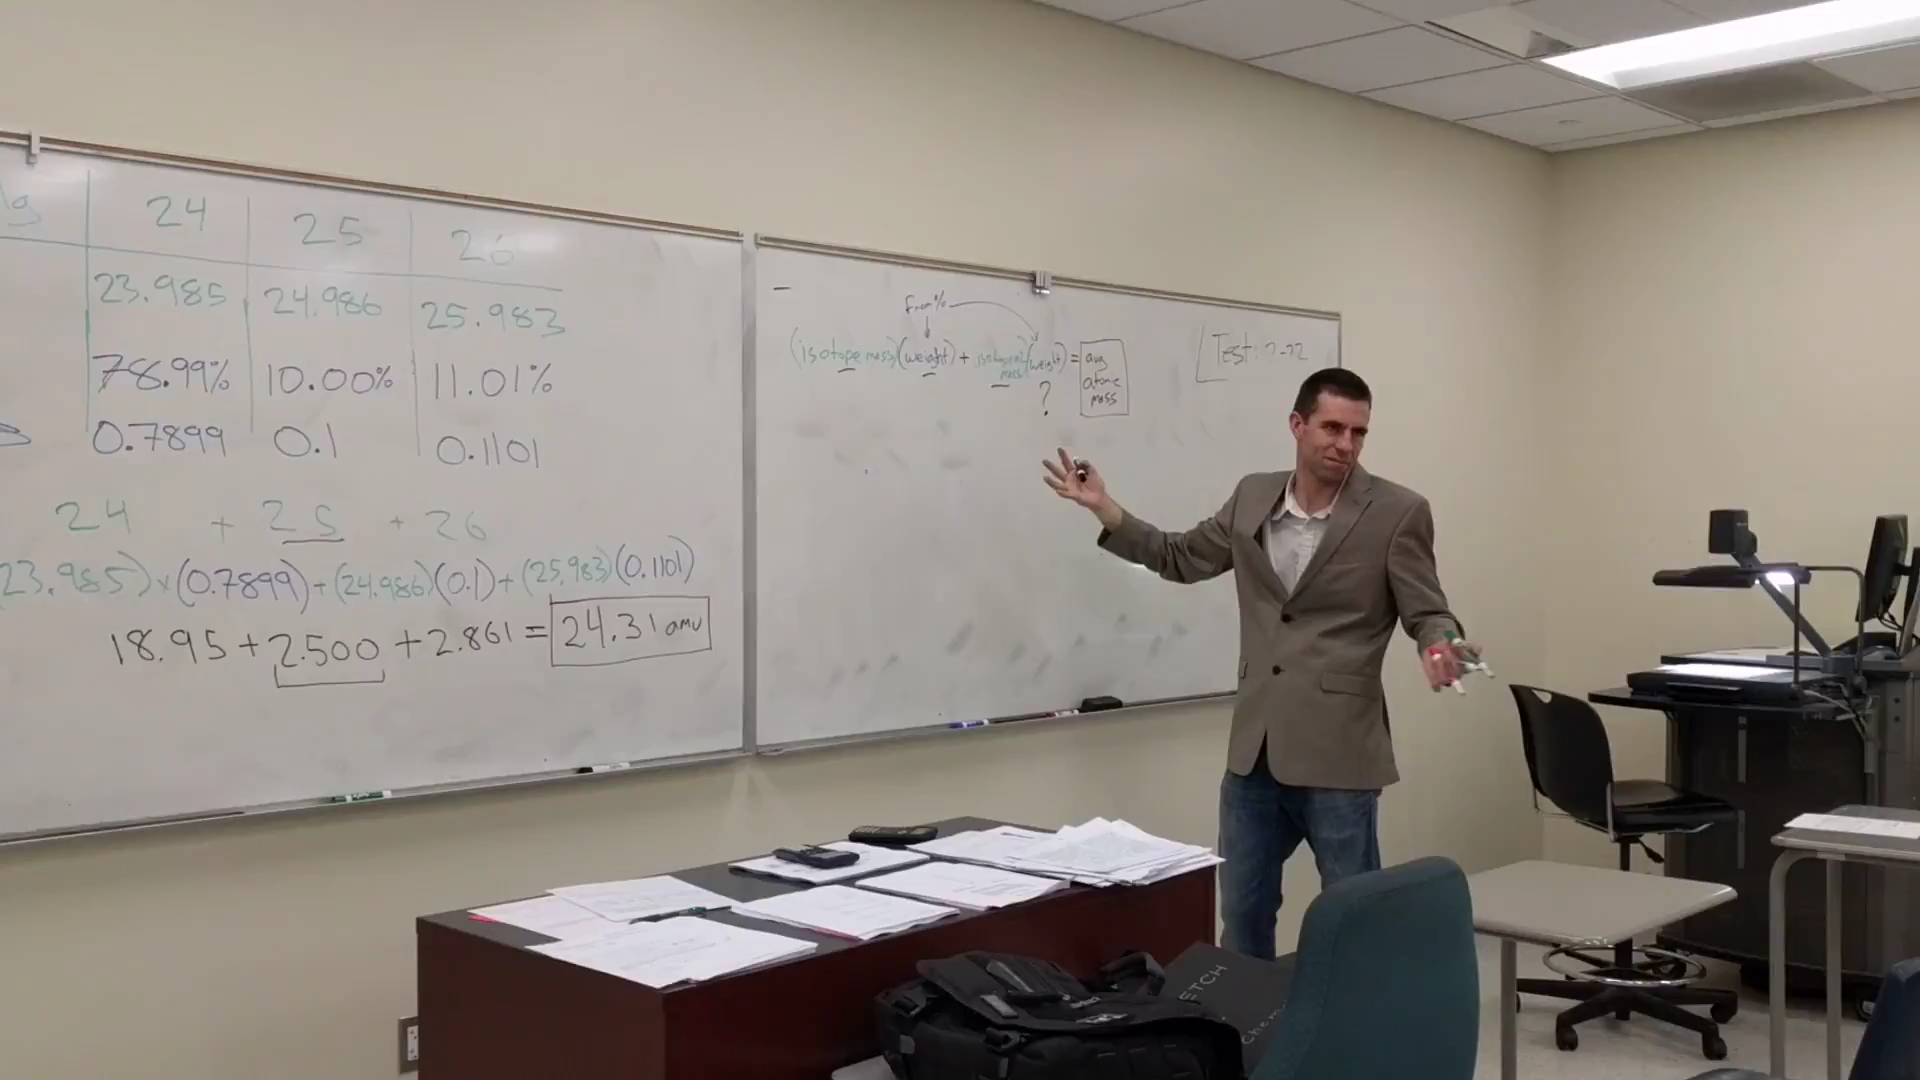 24 25 26
23.985 24.986 25.983
78.99% 10.00% 11.01%
0.7899 0.1 0.1101
24 + 25 + 26
23.985) x (0.7899) + (24.986)(0.1) + (25.983)(0.1101)
18.95 + 2.500 + 2.861 = 24.31 amu
from %
(isotope mass)(weight) + mass)(weight) = avg atomic mass
?
Test:
ETCH
Chem